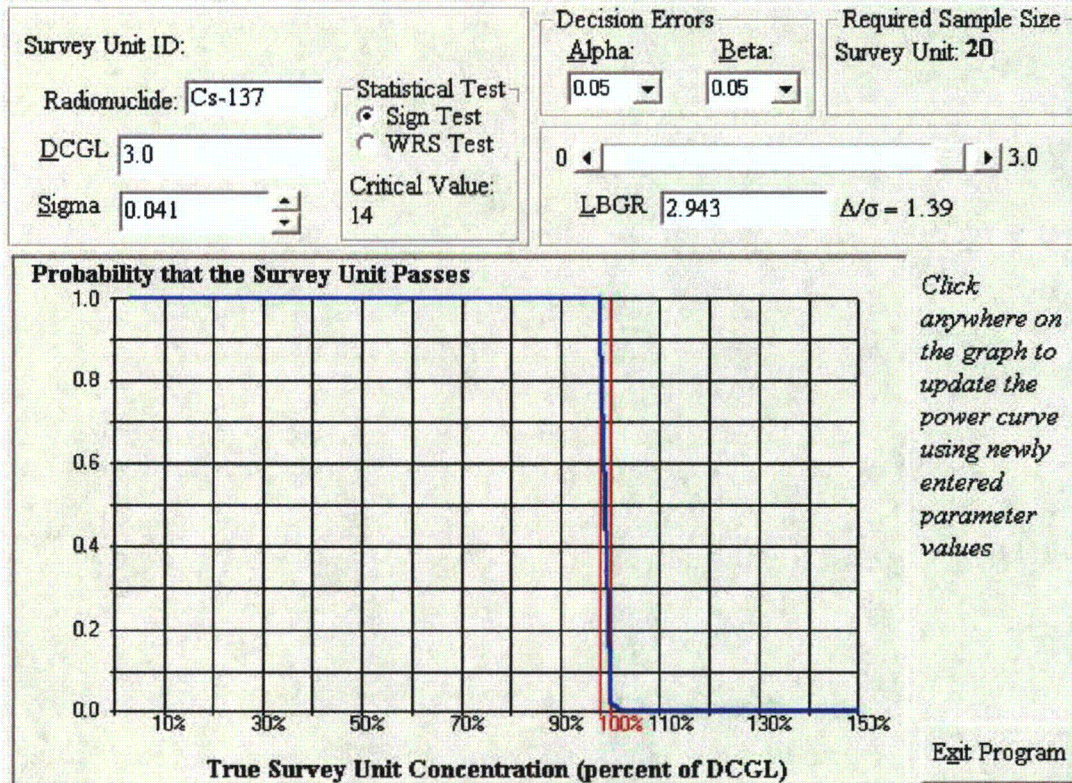 Survey Unit ID:
Radionuclide: Cs-137
DCGL 3.0
Sigma 0.041
Statistical Test
Sign Test
WRS Test
Critical Value:
14
Decision Errors
Alpha: Beta:
0.05 0.05
Required Sample Size
Survey Unit: 20
0 3.0
LBGR 2.943 Δ/σ = 1.39
Probability that the Survey Unit Passes
1.0
0.8
0.6
0.4
0.2
0.0
10% 30% 50% 70% 90% 100% 110% 130% 150%
True Survey Unit Concentration (percent of DCGL)
Click
anywhere on
the graph to
update the
power curve
using newly
entered
parameter
values
Exit Program